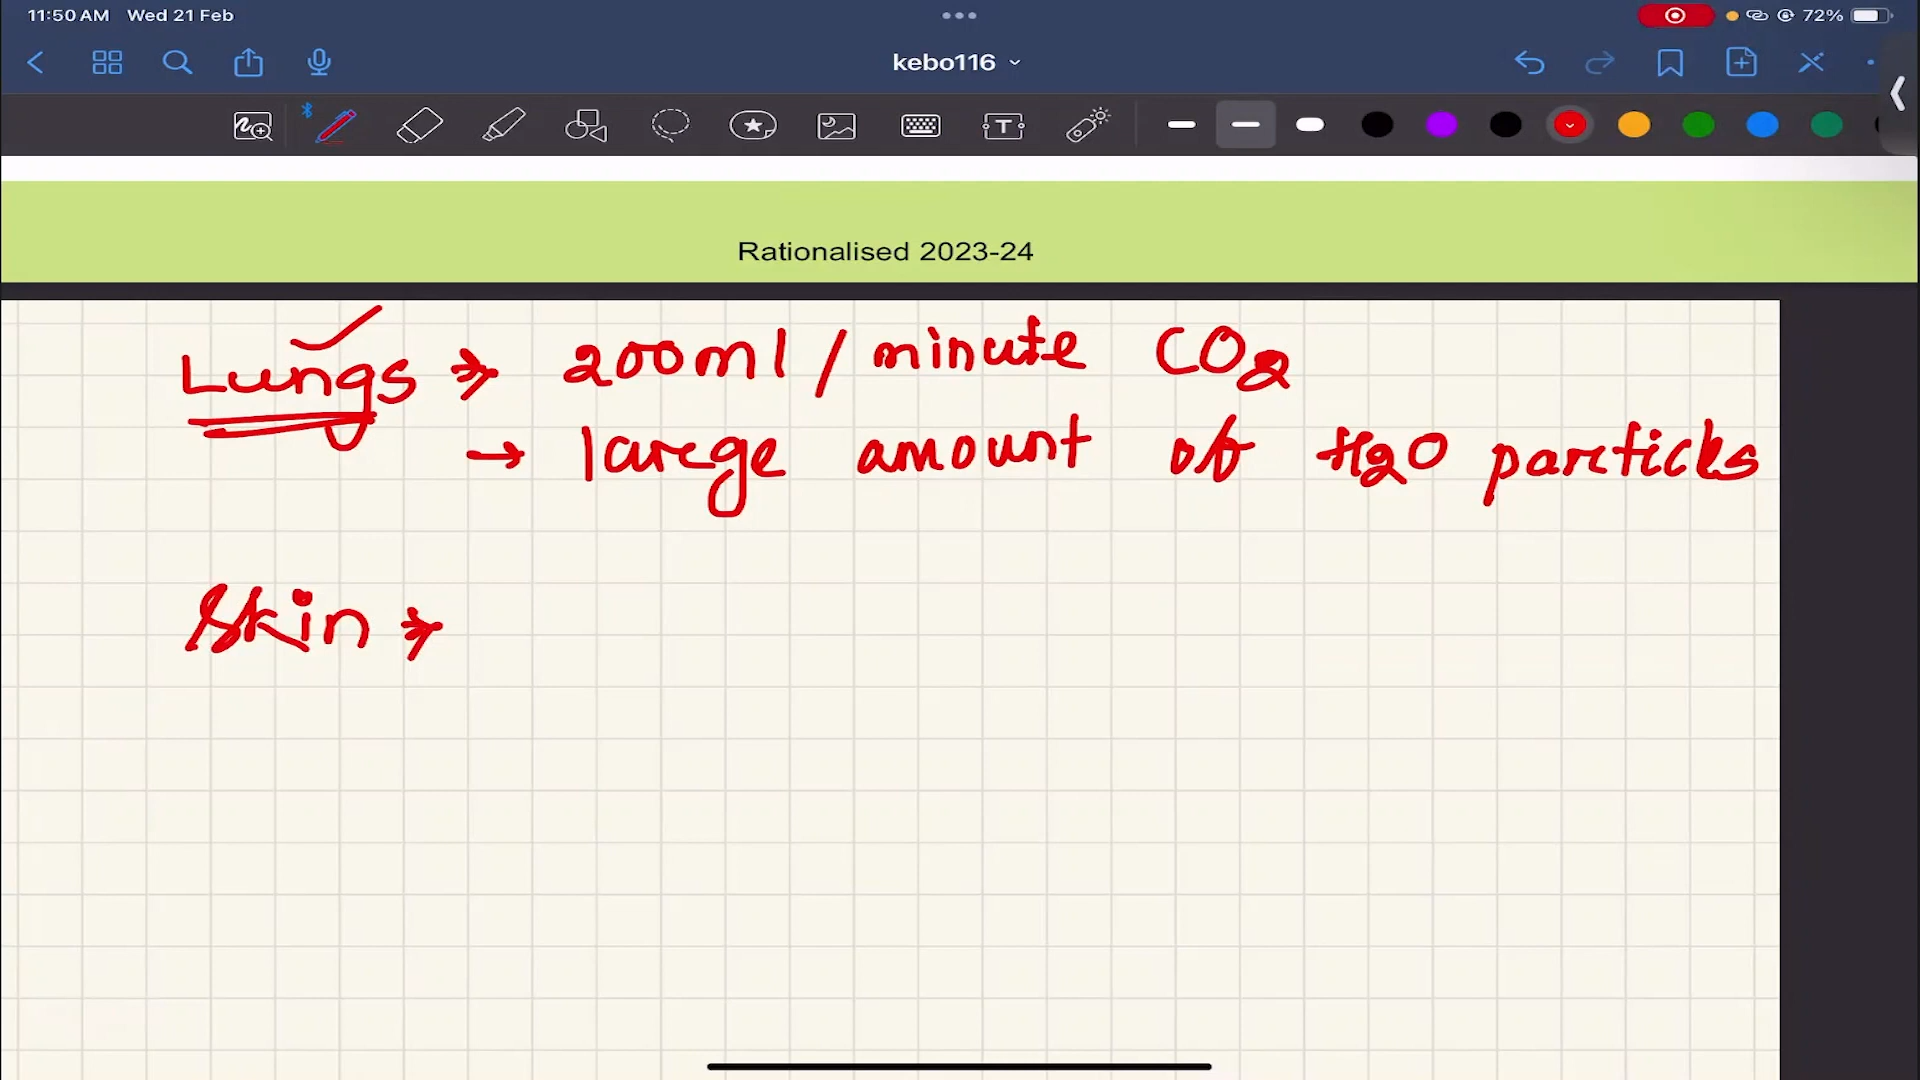 11:50 AM Wed 21 Feb
72%
kebo116
Rationalised 2023-24
Lungs → 200ml / minute CO2
→ large amount of H2O particles
Skin →